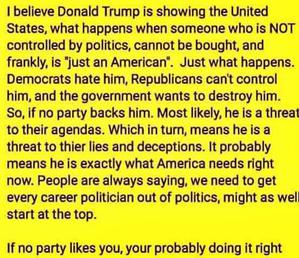 I believe Donald Trump is showing the United
States, what happens when someone who is NOT
controlled by politics, cannot be bought, and
frankly, is "just an American".  Just what happens.
Democrats hate him, Republicans can't control
him, and the government wants to destroy him.
So, if no party backs him. Most likely, he is a threat
to their agendas. Which in turn, means he is a
threat to thier lies and deceptions. It probably
means he is exactly what America needs right
now. People are always saying, we need to get
every career politician out of politics, might as well
start at the top.
If no party likes you, your probably doing it right